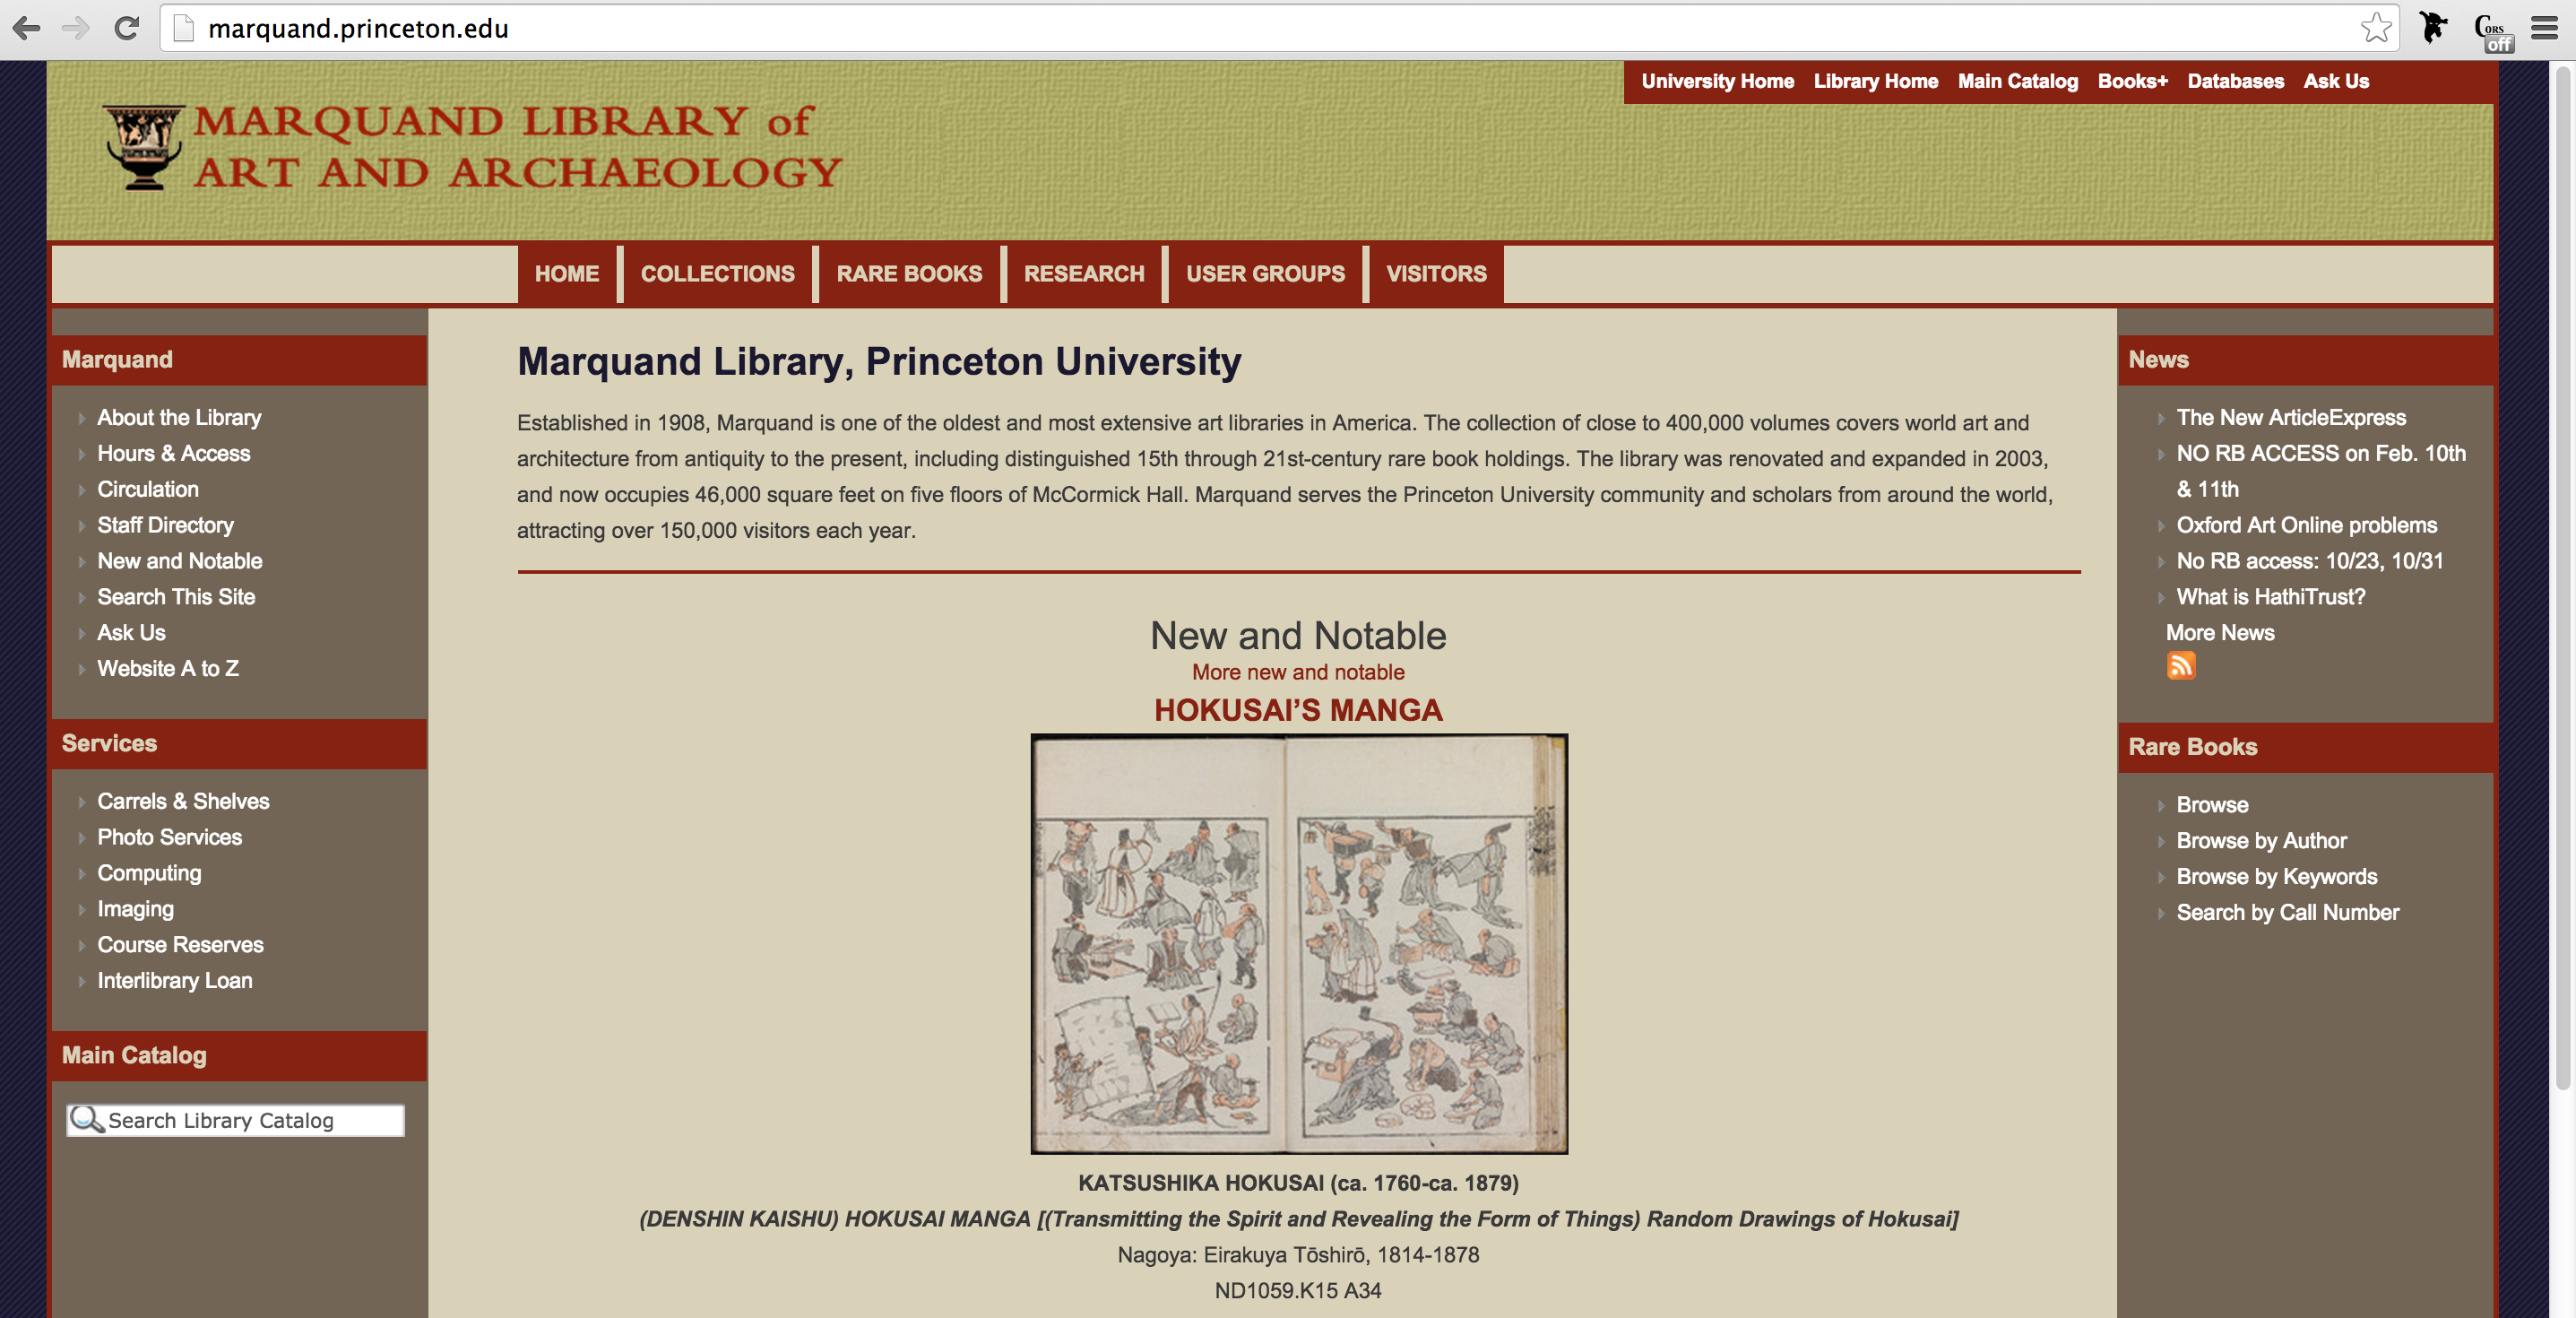 marquand.princeton.edu
CORS
off
University Home Library Home Main Catalog Books+ Databases Ask Us
MARQUAND LIBRARY of
ART AND ARCHAEOLOGY
HOME COLLECTIONS RARE BOOKS RESEARCH USER GROUPS VISITORS
Marquand
About the Library
Hours & Access
Circulation
Staff Directory
New and Notable
Search This Site
Ask Us
Website A to Z
Services
Carrels & Shelves
Photo Services
Computing
Imaging
Course Reserves
Interlibrary Loan
Main Catalog
Search Library Catalog
Marquand Library, Princeton University
Established in 1908, Marquand is one of the oldest and most extensive art libraries in America. The collection of close to 400,000 volumes covers world art and
architecture from antiquity to the present, including distinguished 15th through 21st-century rare book holdings. The library was renovated and expanded in 2003,
and now occupies 46,000 square feet on five floors of McCormick Hall. Marquand serves the Princeton University community and scholars from around the world,
attracting over 150,000 visitors each year.
New and Notable
More new and notable
HOKUSAI’S MANGA
KATSUSHIKA HOKUSAI (ca. 1760-ca. 1879)
(DENSHIN KAISHU) HOKUSAI MANGA [(Transmitting the Spirit and Revealing the Form of Things) Random Drawings of Hokusai]
Nagoya: Eirakuya Tōshirō, 1814-1878
ND1059.K15 A34
News
The New ArticleExpress
NO RB ACCESS on Feb. 10th
& 11th
Oxford Art Online problems
No RB access: 10/23, 10/31
What is HathiTrust?
More News
Rare Books
Browse
Browse by Author
Browse by Keywords
Search by Call Number